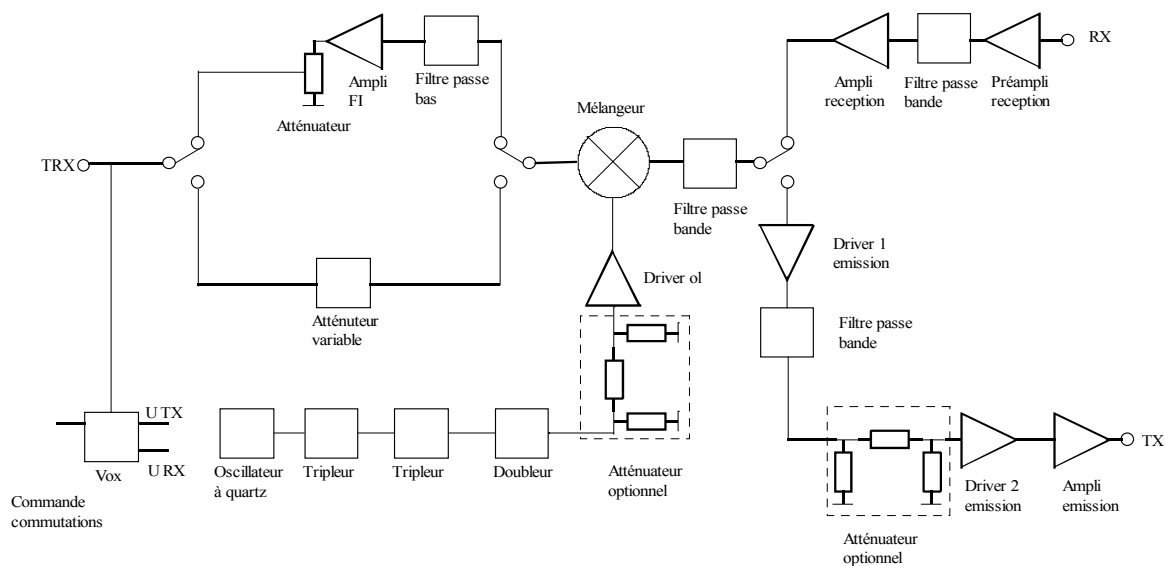 RX
Ampli
FI
Filtre passe
bas
Ampli
reception
Filtre passe
bande
Préampli
reception
Atténuateur
Mélangeur
TRX
Filtre passe
bande
Driver 1
emission
Driver ol
Atténuteur
variable
Filtre passe
bande
U TX
U RX
Vox
Oscillateur
à quartz
Tripleur
Tripleur
Doubleur
Atténuateur
optionnel
TX
Driver 2
emission
Ampli
emission
Commande
commutations
Atténuateur
optionnel